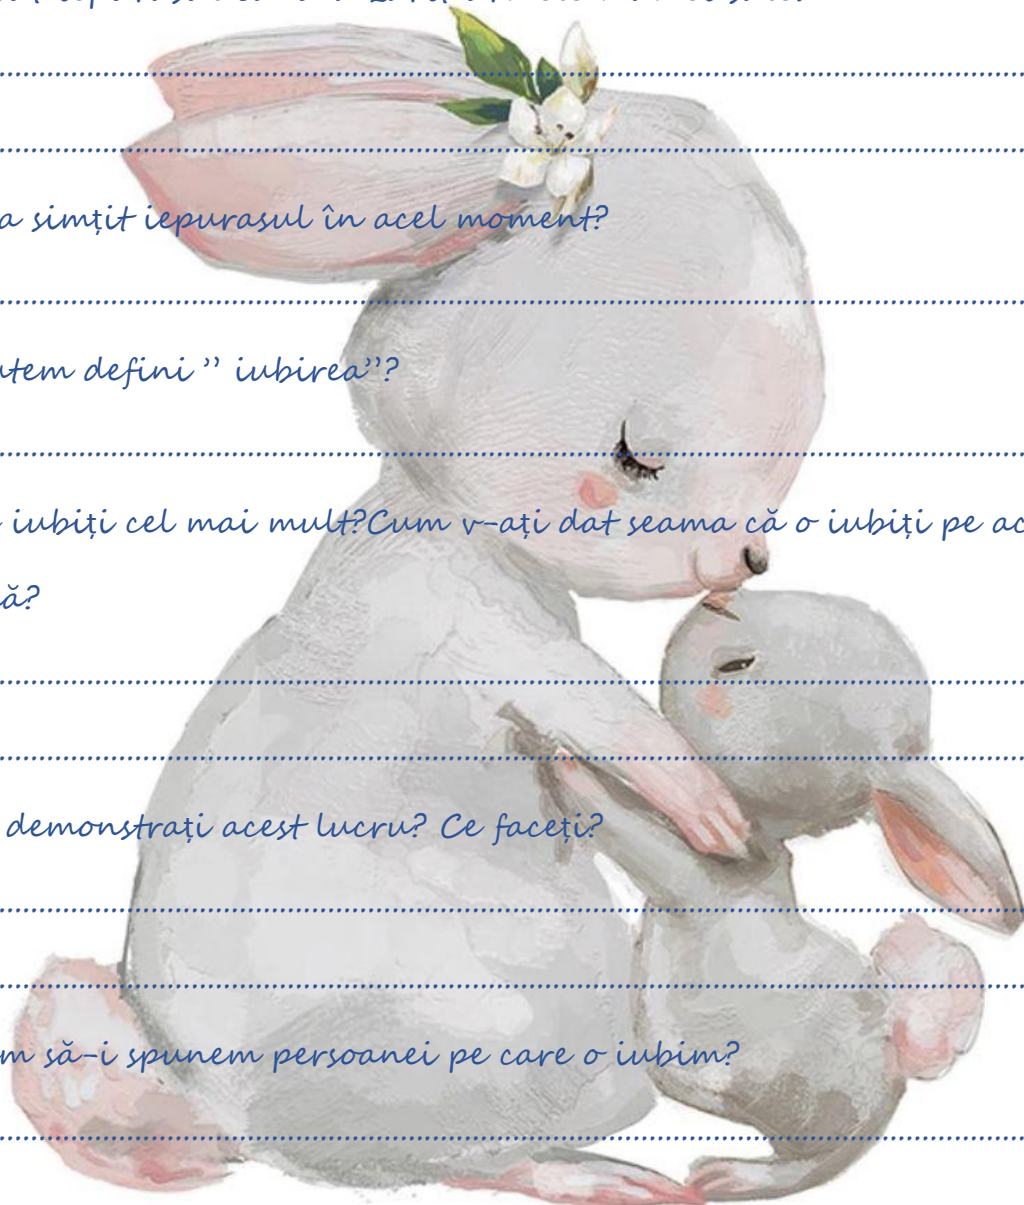 a simțit iepurasul în acel moment?
utem defini ” iubirea”?
iubiți cel mai mult?Cum v-ați dat seama că o iubiți pe ac
ă?
demonstrați acest lucru? Ce faceți?
m să-i spunem persoanei pe care o iubim?